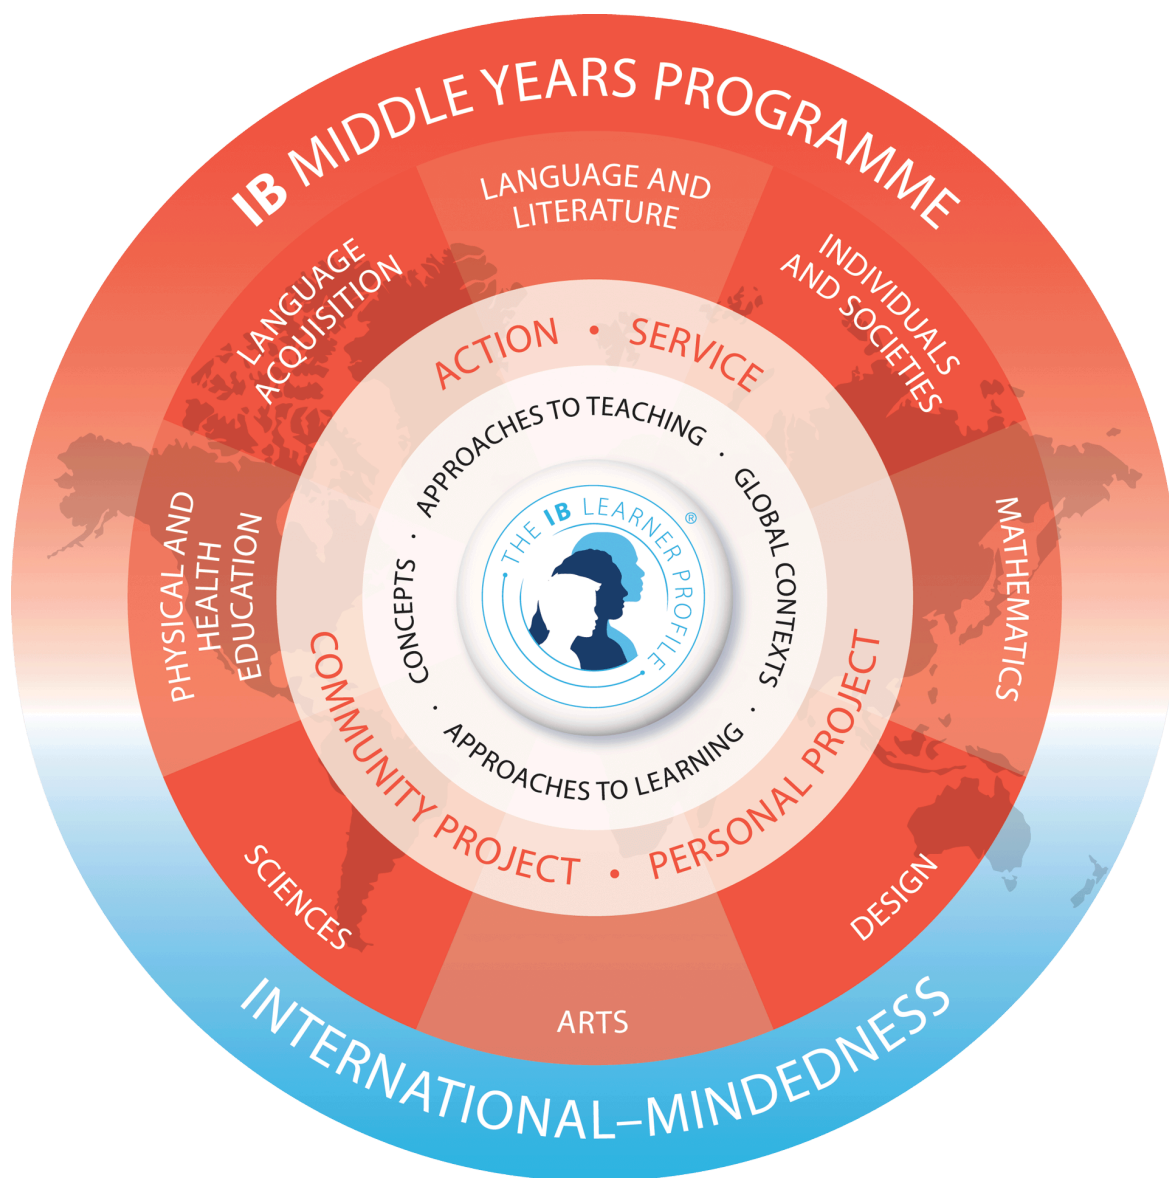 IB MIDDLE YEARS PROGRAMME
LANGUAGE AND
LITERATURE
LANGUAGE
ACQUISITION
INDIVIDUALS
AND SOCIETIES
PHYSICAL AND
HEALTH
EDUCATION
MATHEMATICS
SCIENCES
DESIGN
ARTS
ACTION • SERVICE
COMMUNITY PROJECT • PERSONAL PROJECT
APPROACHES TO TEACHING · GLOBAL CONTEXTS ·
CONCEPTS · APPROACHES TO LEARNING
THE IB LEARNER PROFILE ®
INTERNATIONAL–MINDEDNESS